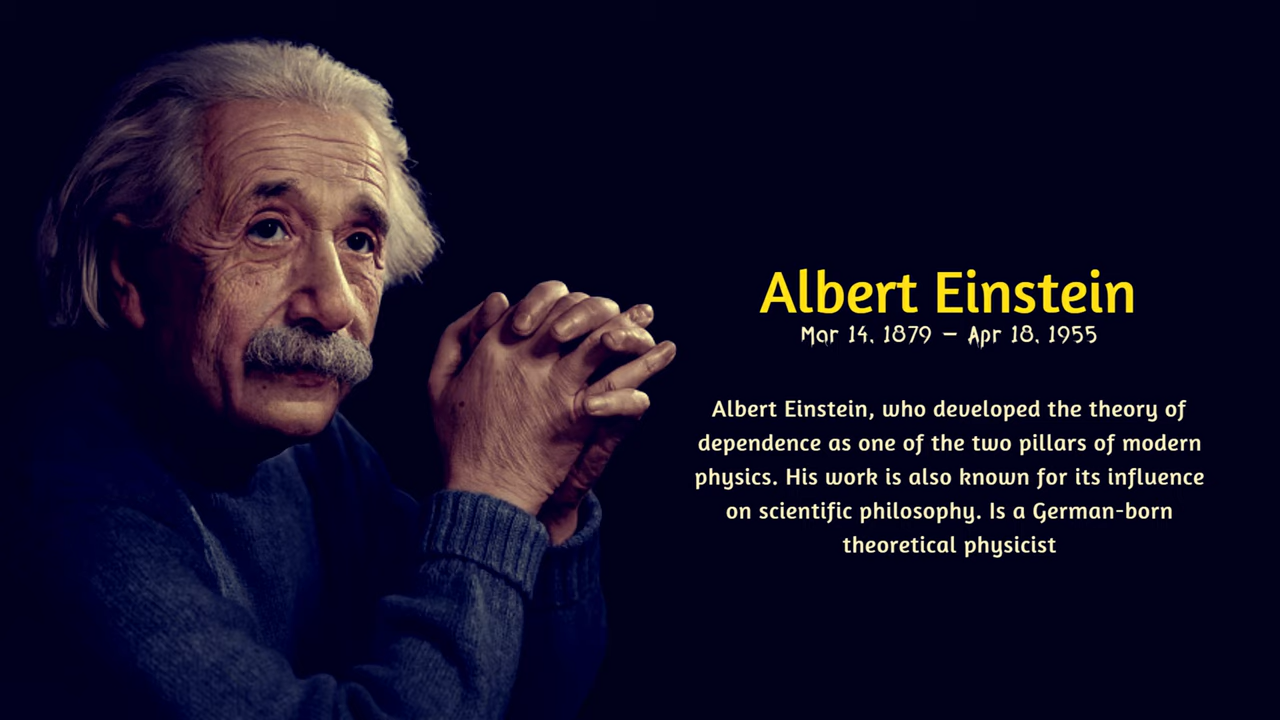 Albert Einstein
Mar 14, 1879 – Apr 18, 1955
Albert Einstein, who developed the theory of
dependence as one of the two pillars of modern
physics. His work is also known for its influence
on scientific philosophy. Is a German-born
theoretical physicist